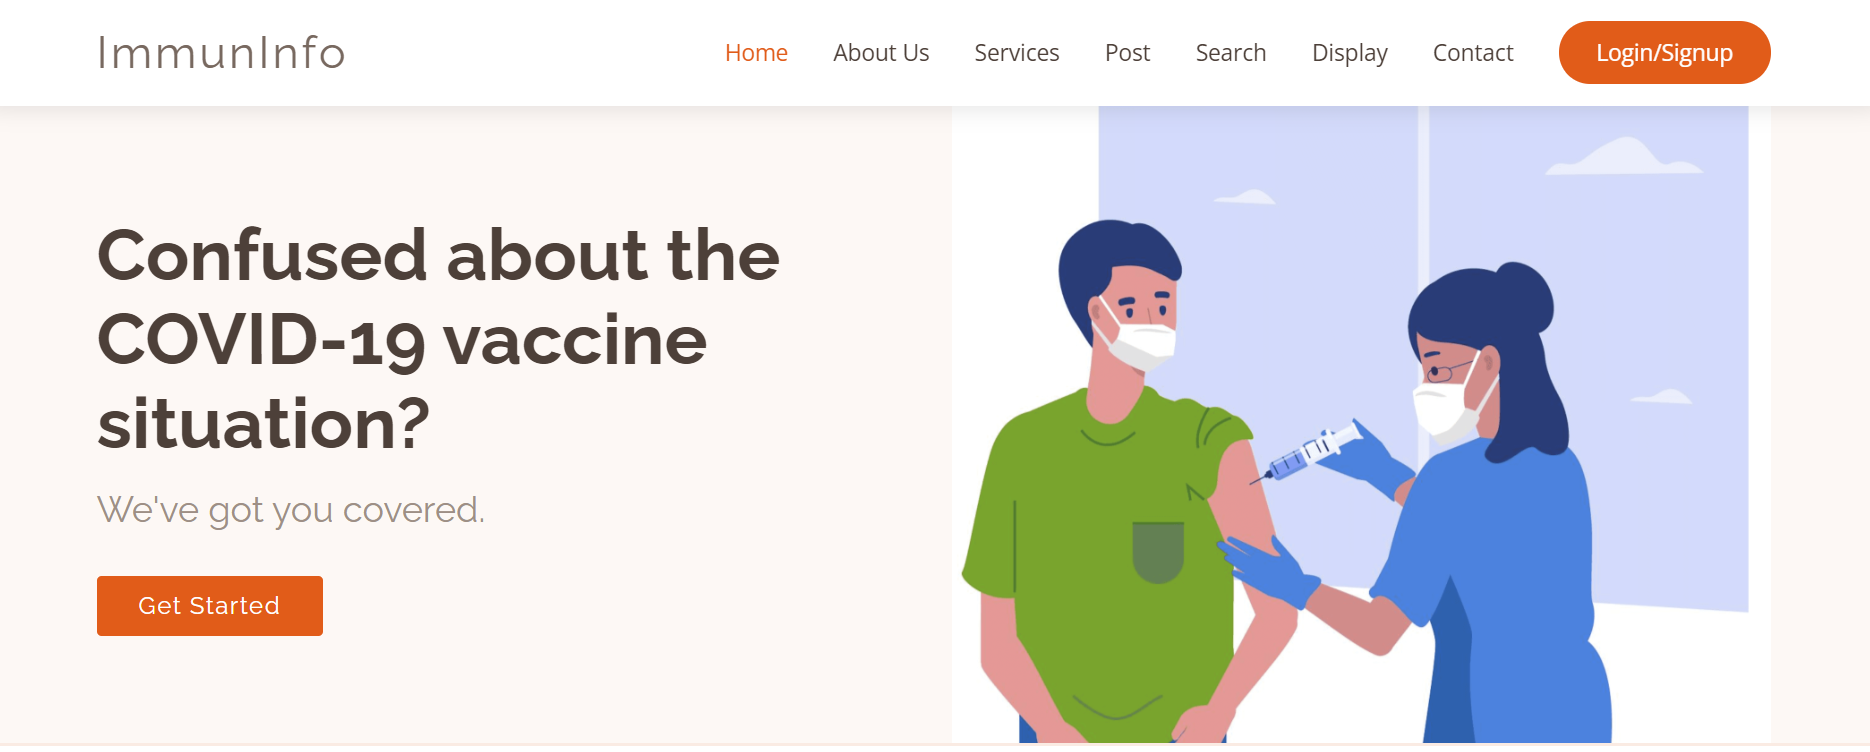 ImmunInfo
Home About Us Services Post Search Display Contact Login/Signup
Confused about the
COVID-19 vaccine
situation?
We've got you covered.
Get Started